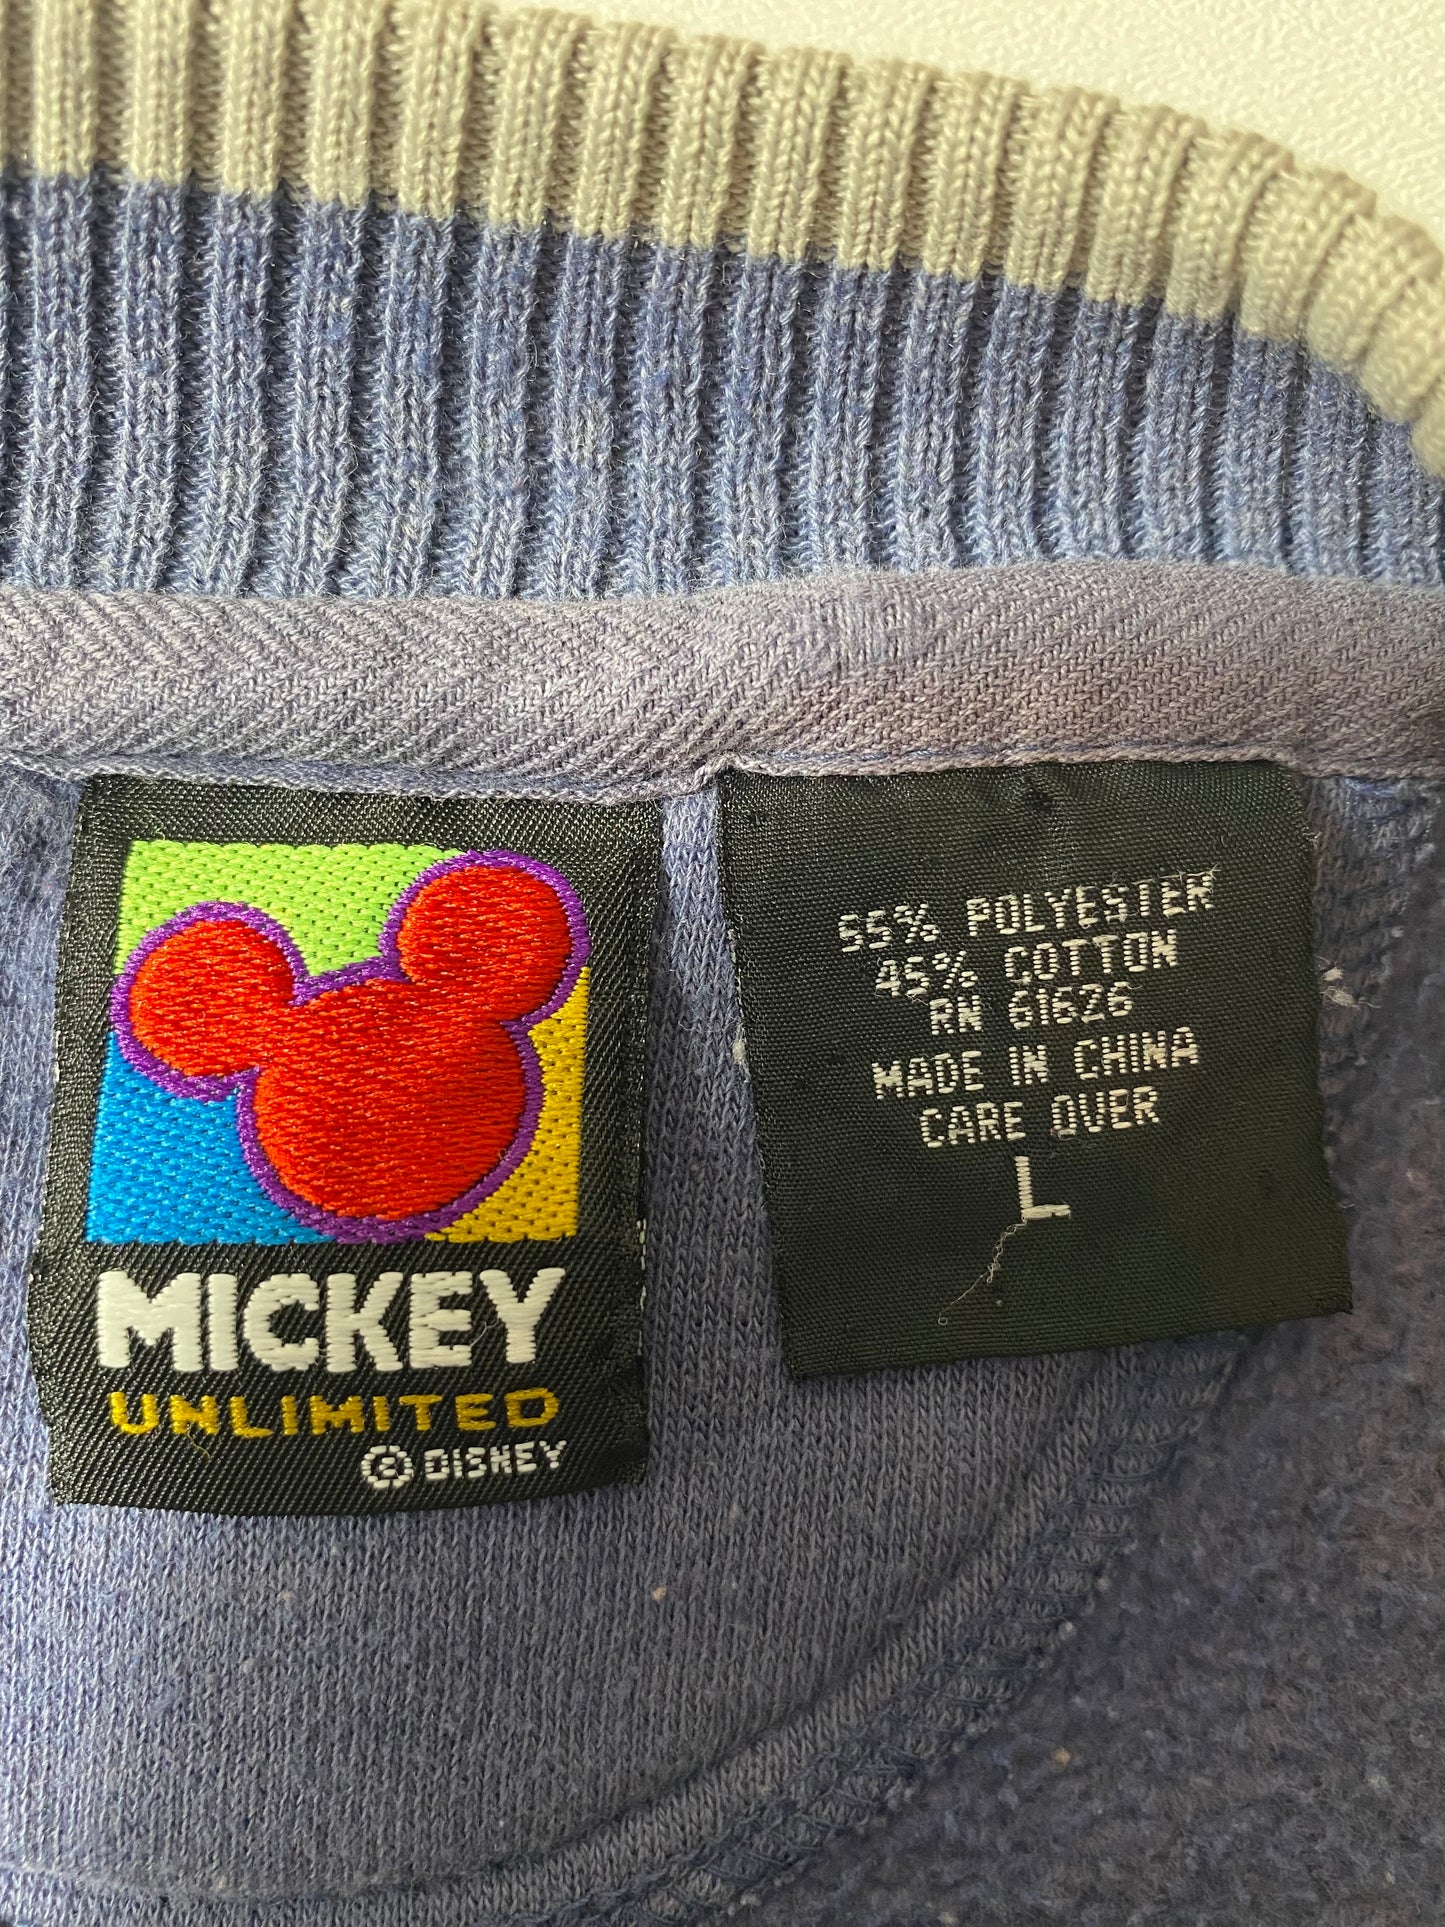 MICKEY
UNLIMITED
© DISNEY
55% POLYESTER
45% COTTON
RN 61626
MADE IN CHINA
CARE OVER
L